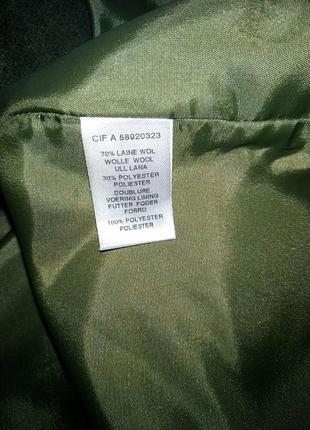 CIF A 58920323
70% LAINE WOL
WOLLE WOOL
ULL LANA
30% POLYESTER
POLIESTER
DOUBLURE
VOERING LINING
FUTTER FODER
FORRO
100% POLYESTER
POLIESTER